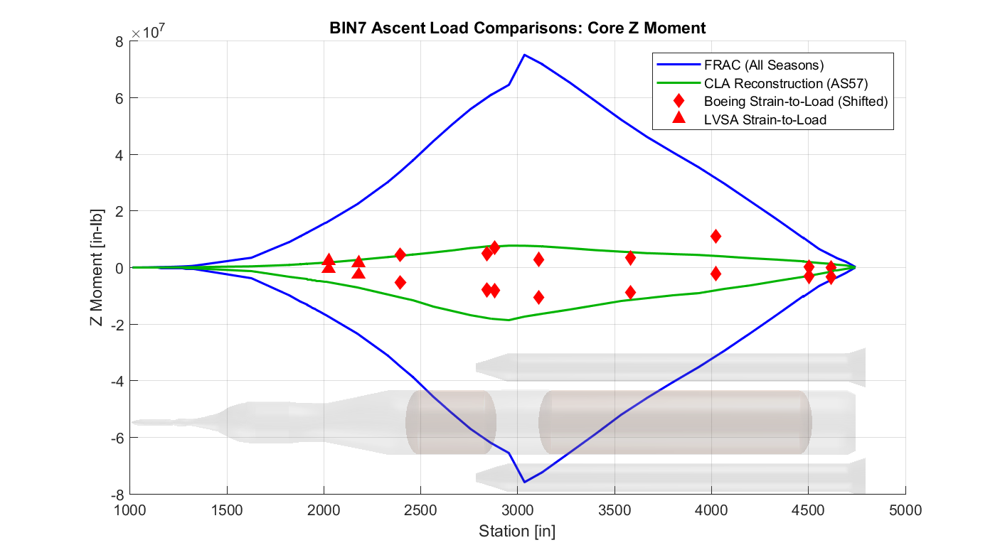 BIN7 Ascent Load Comparisons: Core Z Moment
×10^7
FRAC (All Seasons)
CLA Reconstruction (AS57)
Boeing Strain-to-Load (Shifted)
LVSA Strain-to-Load
Z Moment [in-lb]
8
6
4
2
0
-2
-4
-6
-8
1000 1500 2000 2500 3000 3500 4000 4500 5000
Station [in]